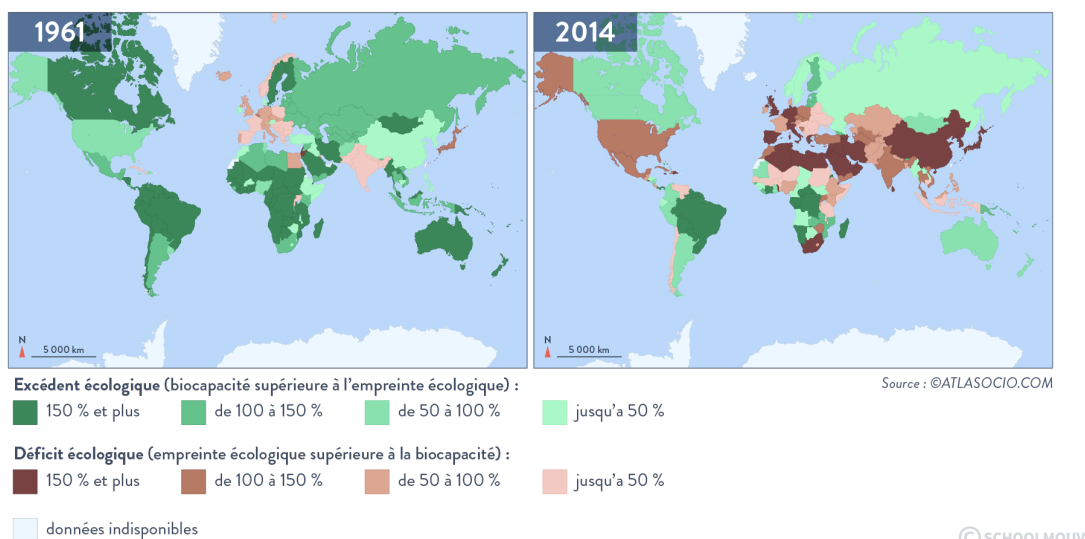 1961
2014
N
5 000 km
N
5 000 km
Source : ©ATLASOCIO.COM
Excédent écologique (biocapacité supérieure à l'empreinte écologique) :
150 % et plus
de 100 à 150 %
de 50 à 100 %
jusqu'a 50 %
Déficit écologique (empreinte écologique supérieure à la biocapacité) :
150 % et plus
de 100 à 150 %
de 50 à 100 %
jusqu'a 50 %
données indisponibles